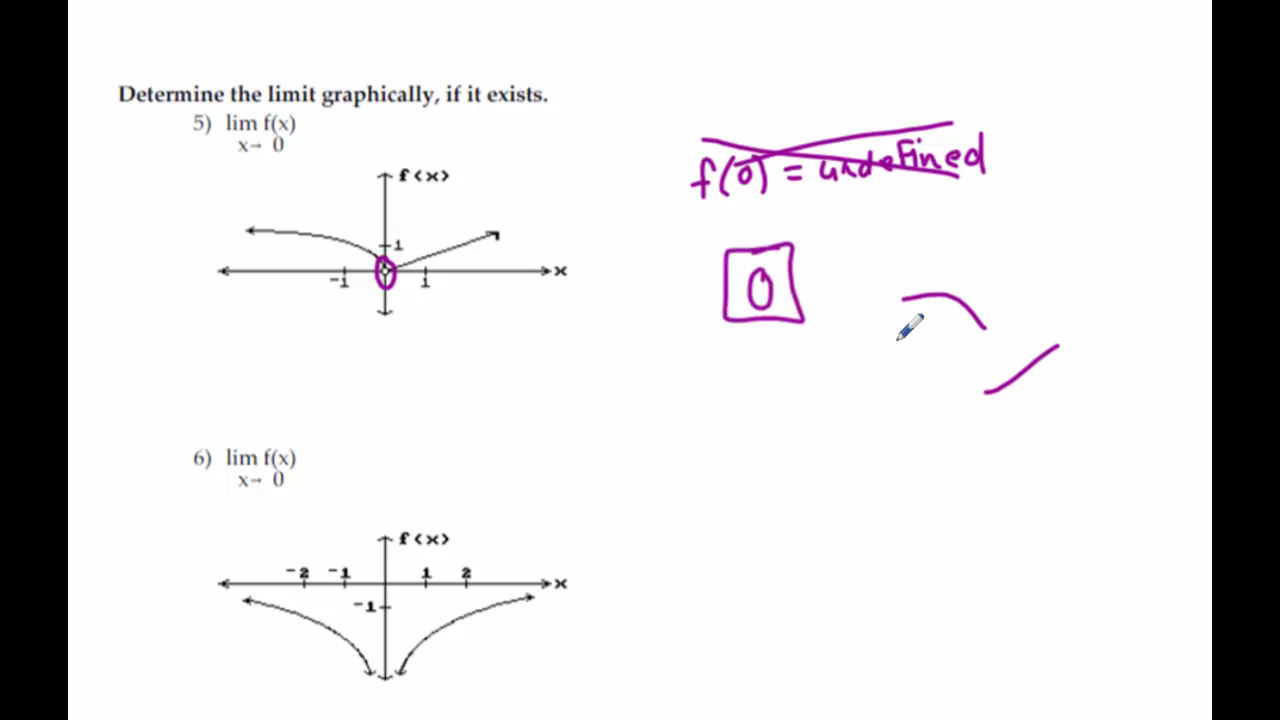 Determine the limit graphically, if it exists.
5) lim f(x)
x→ 0
f(0) = undefined
f(x)
1
x
-1
1
0
6) lim f(x)
x→ 0
f(x)
-2 -1 1 2
x
-1